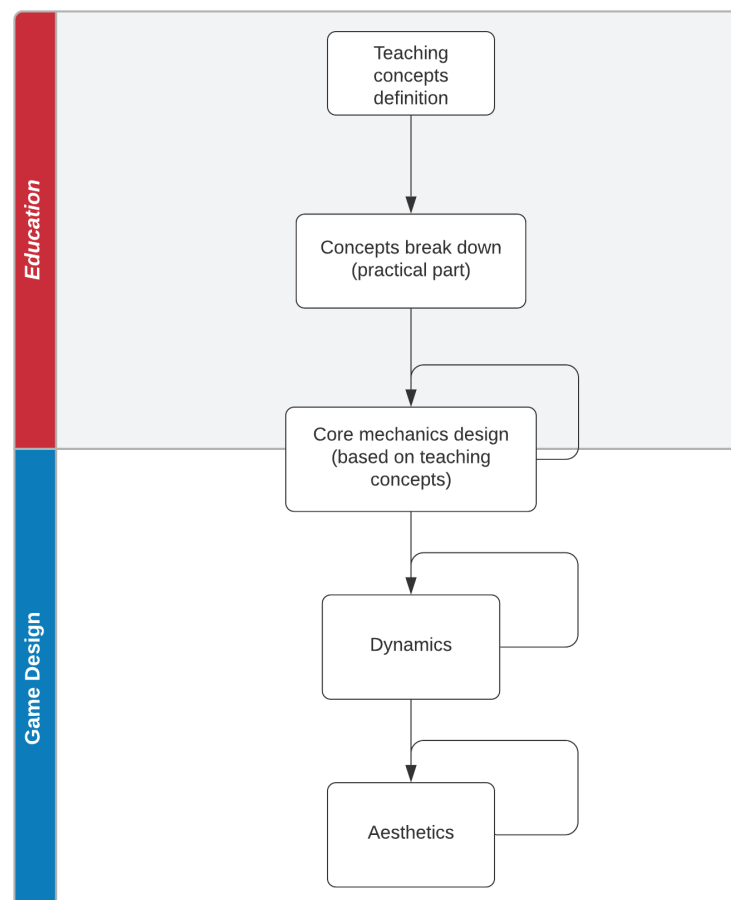 Teaching
concepts
definition
Education
Concepts break down
(practical part)
Core mechanics design
(based on teaching
concepts)
Game Design
Dynamics
Aesthetics